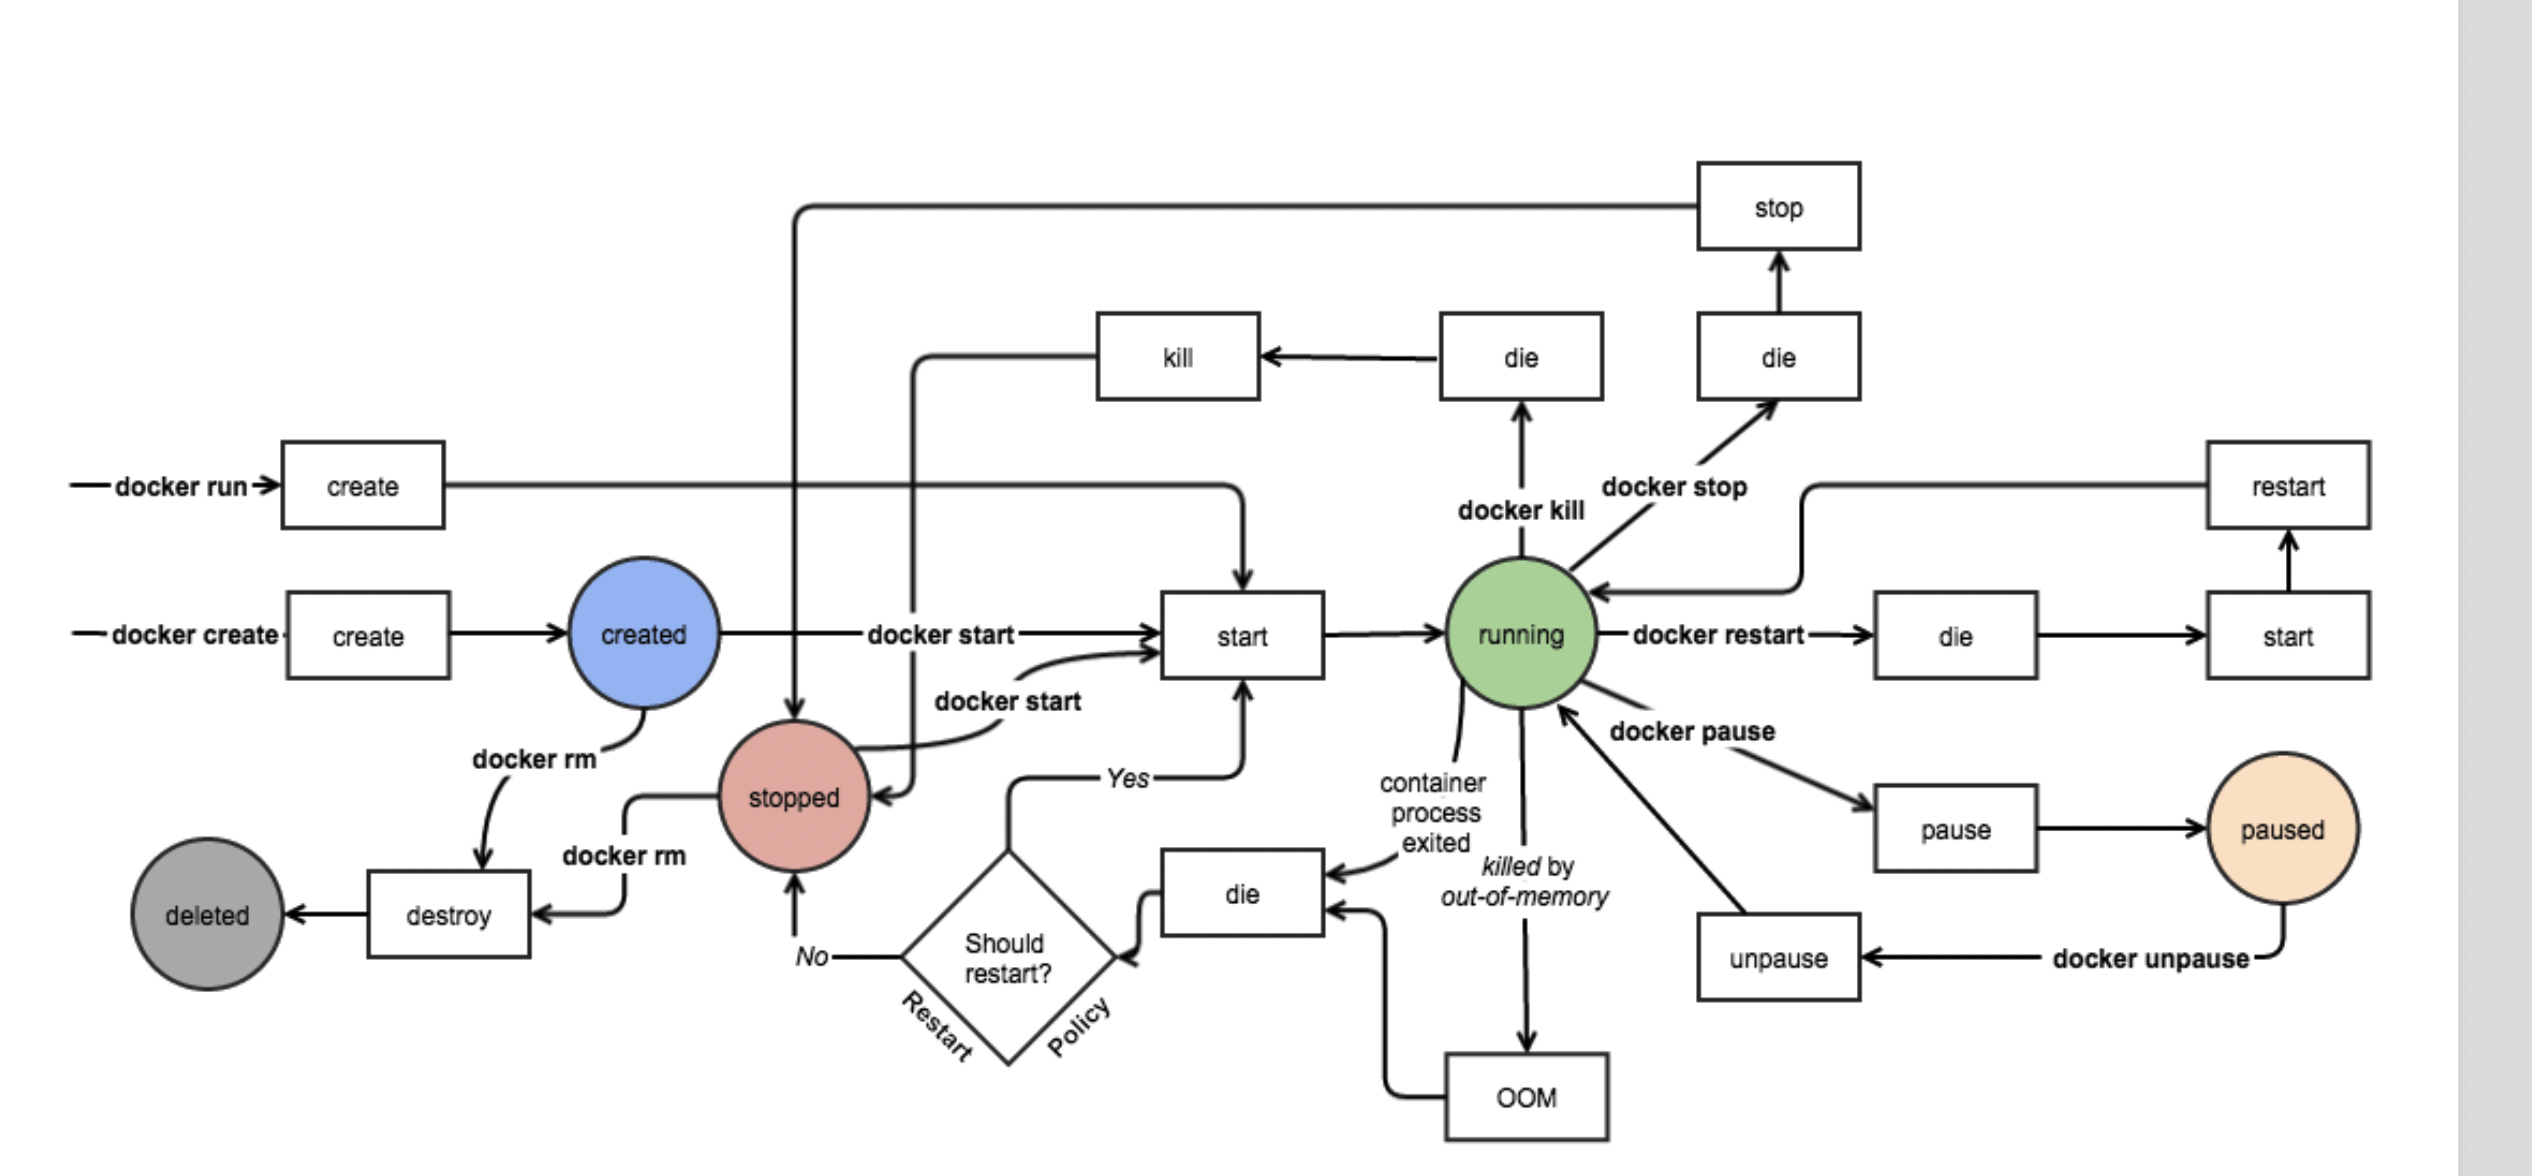 stop
kill
die
die
docker run
create
docker kill
docker stop
restart
docker create
create
created
docker start
start
running
docker restart
die
start
docker start
docker rm
stopped
Yes
docker pause
container
process
exited
pause
paused
docker rm
killed by
out-of-memory
deleted
destroy
die
No
Should
restart?
Restart
Policy
unpause
docker unpause
OOM